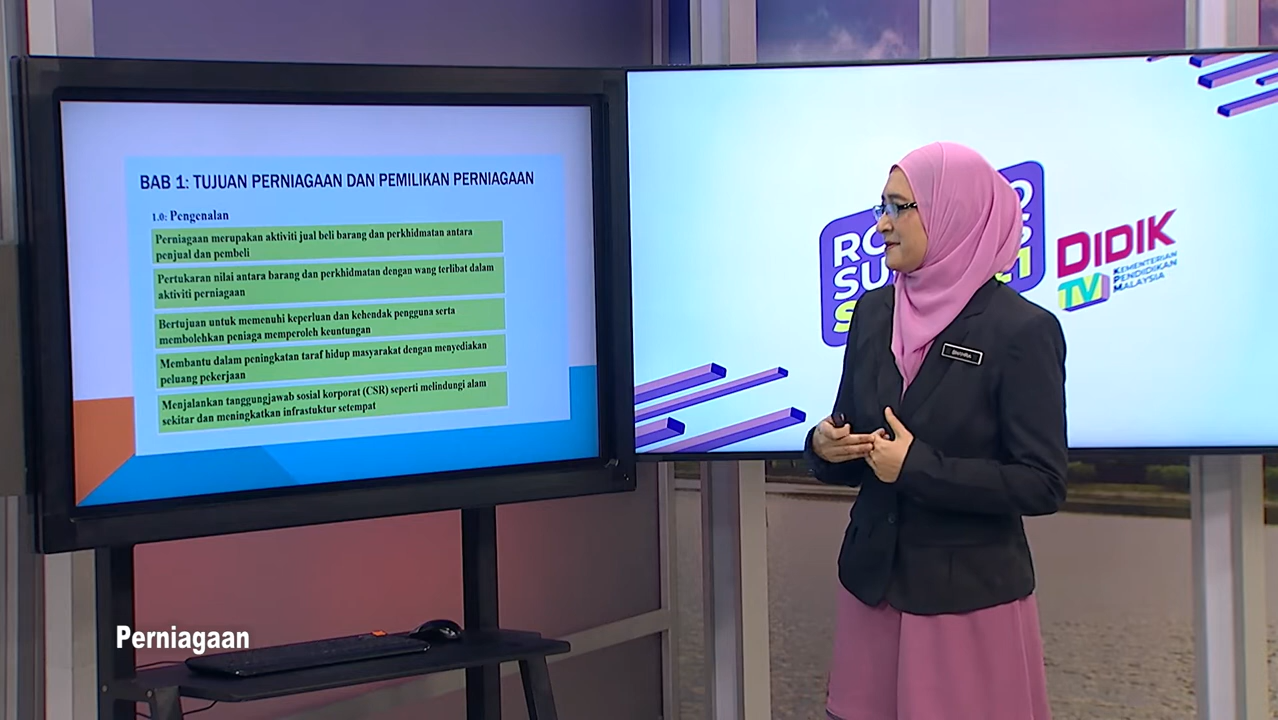 BAB 1: TUJUAN PERNIAGAAN DAN PEMILIKAN PERNIAGAAN
1.0: Pengenalan
Perniagaan merupakan aktiviti jual beli barang dan perkhidmatan antara
penjual dan pembeli
Pertukaran nilai antara barang dan perkhidmatan dengan wang terlibat dalam
aktiviti perniagaan
Bertujuan untuk memenuhi keperluan dan kehendak pengguna serta
membolehkan peniaga memperoleh keuntungan
Membantu dalam peningkatan taraf hidup masyarakat dengan menyediakan
peluang pekerjaan
Menjalankan tanggungjawab sosial korporat (CSR) seperti melindungi alam
sekitar dan meningkatkan infrastuktur setempat
DIDIK
TV
KEMENTERIAN
PENDIDIKAN
MALAYSIA
Perniagaan